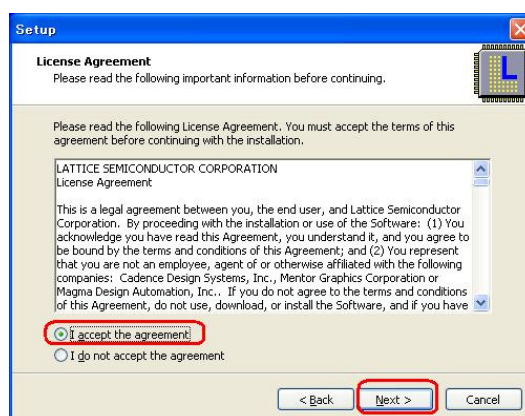 Setup
License Agreement
Please read the following important information before continuing.
L
Please read the following License Agreement. You must accept the terms of this
agreement before continuing with the installation.
LATTICE SEMICONDUCTOR CORPORATION
License Agreement
This is a legal agreement between you, the end user, and Lattice Semiconductor
Corporation. By proceeding with the installation or use of the Software: (1) You
acknowledge you have read this Agreement, you understand it, and you agree to
be bound by the terms and conditions of this Agreement; and (2) You represent
that you are not an employee, agent of or otherwise affiliated with the following
companies: Cadence Design Systems, Inc., Mentor Graphics Corporation or
Magma Design Automation, Inc.. If you do not agree to the terms and conditions
of this Agreement, do not use, download, or install the Software, and if you have
I accept the agreement
I do not accept the agreement
< Back
Next >
Cancel